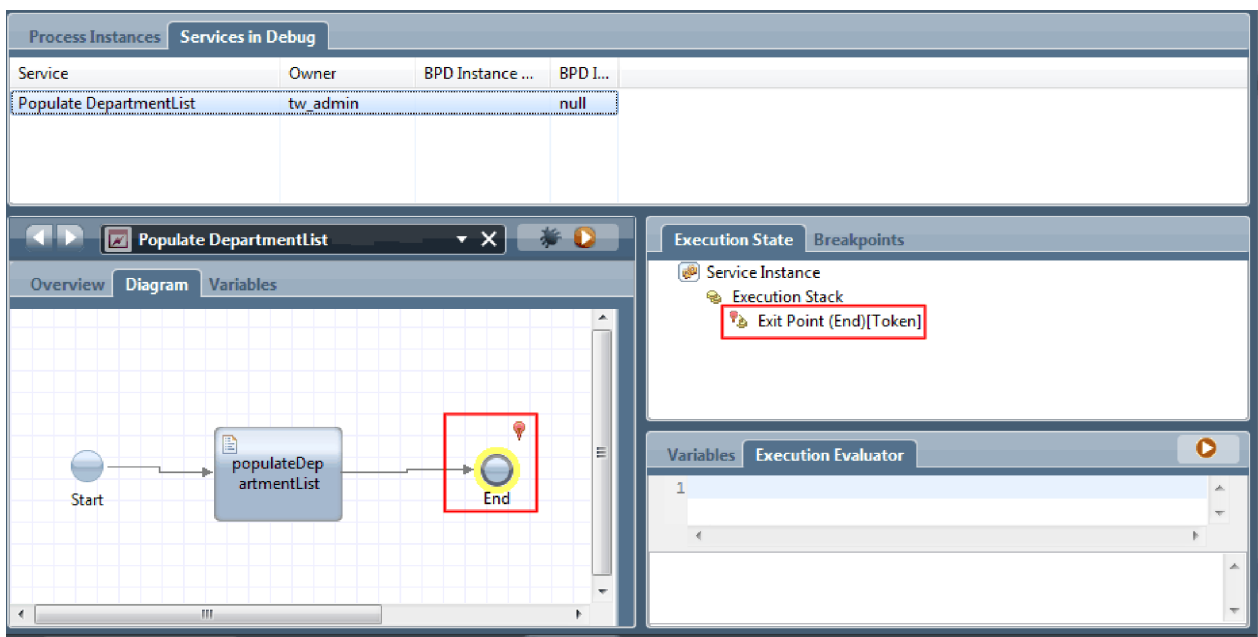 Process Instances Services in Debug
Service Owner BPD Instance ... BPD I...
Populate DepartmentList tw_admin null
Populate DepartmentList
Overview Diagram Variables
Start
populateDep
artmentList
End
Execution State Breakpoints
Service Instance
Execution Stack
Exit Point (End)[Token]
Variables Execution Evaluator
1